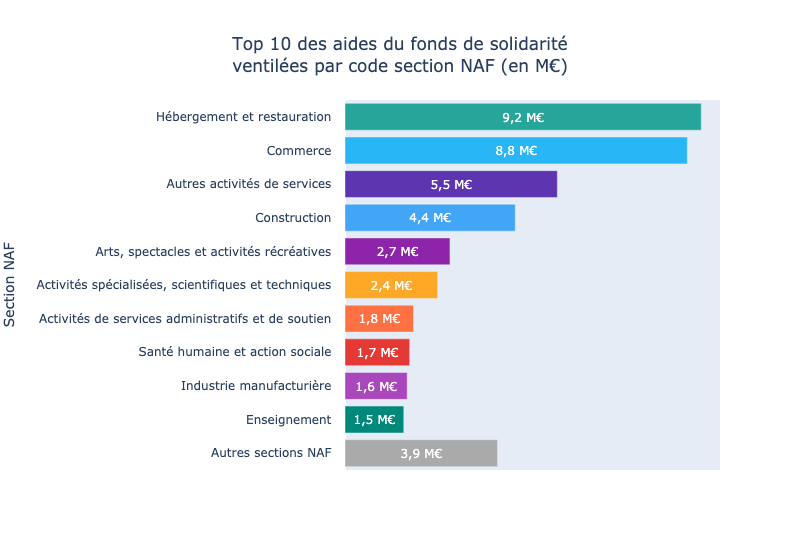 Top 10 des aides du fonds de solidarité
ventilées par code section NAF (en M€)
Section NAF
Hébergement et restauration 9,2 M€
Commerce 8,8 M€
Autres activités de services 5,5 M€
Construction 4,4 M€
Arts, spectacles et activités récréatives 2,7 M€
Activités spécialisées, scientifiques et techniques 2,4 M€
Activités de services administratifs et de soutien 1,8 M€
Santé humaine et action sociale 1,7 M€
Industrie manufacturière 1,6 M€
Enseignement 1,5 M€
Autres sections NAF 3,9 M€